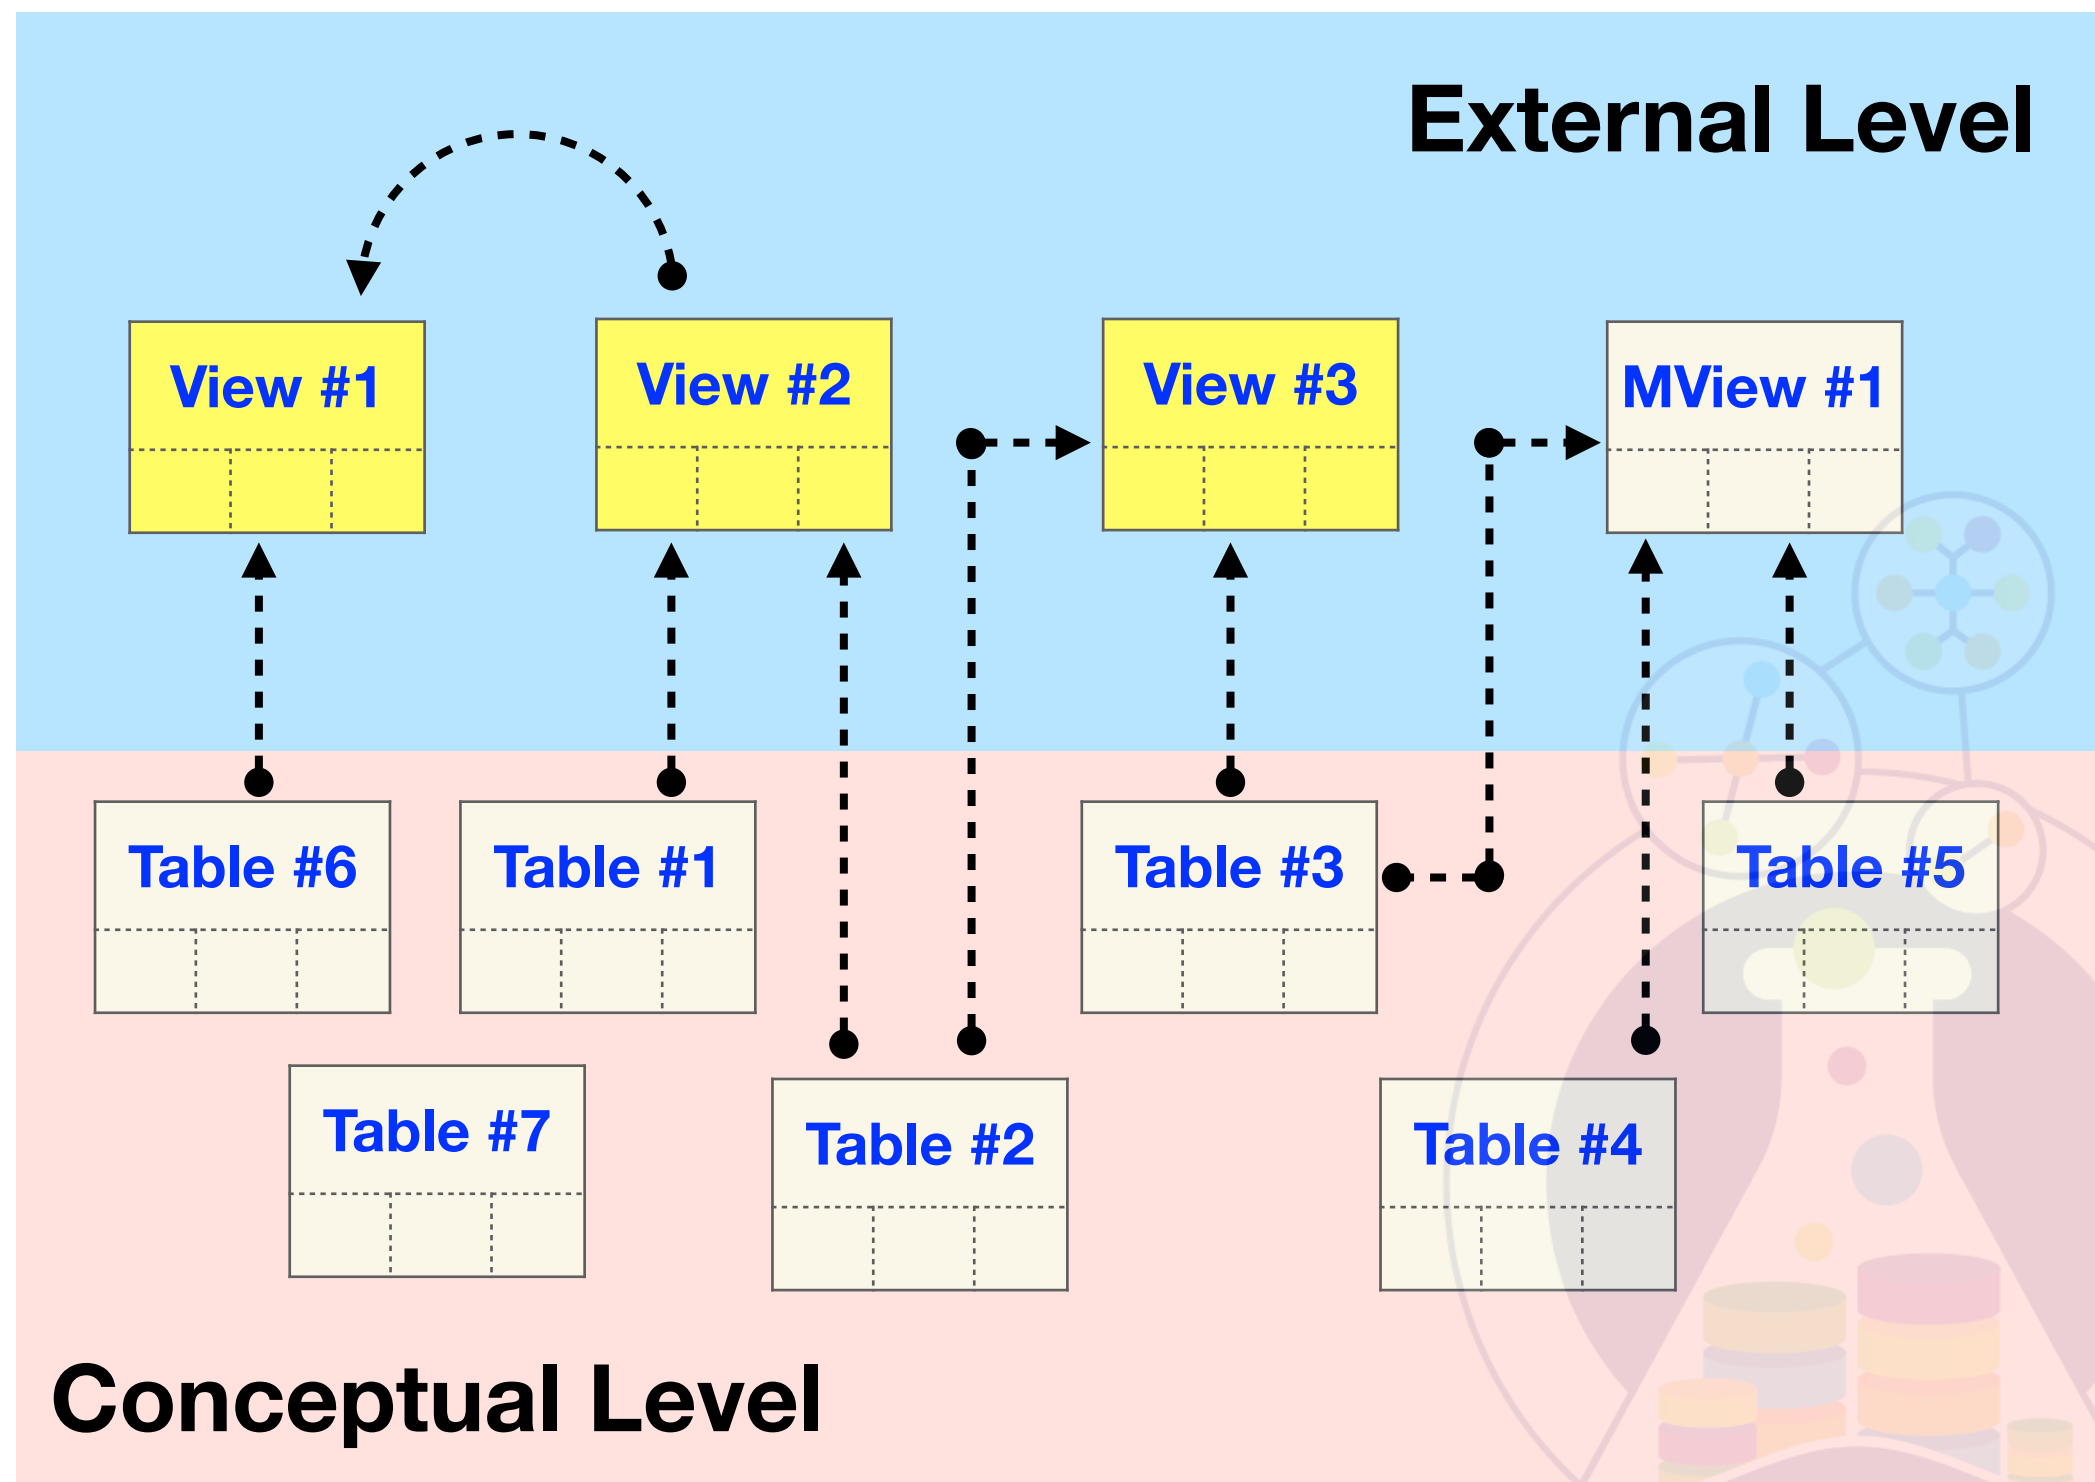 External Level
View #1
View #2
View #3
MView #1
Table #6
Table #1
Table #3
Table #5
Table #7
Table #2
Table #4
Conceptual Level